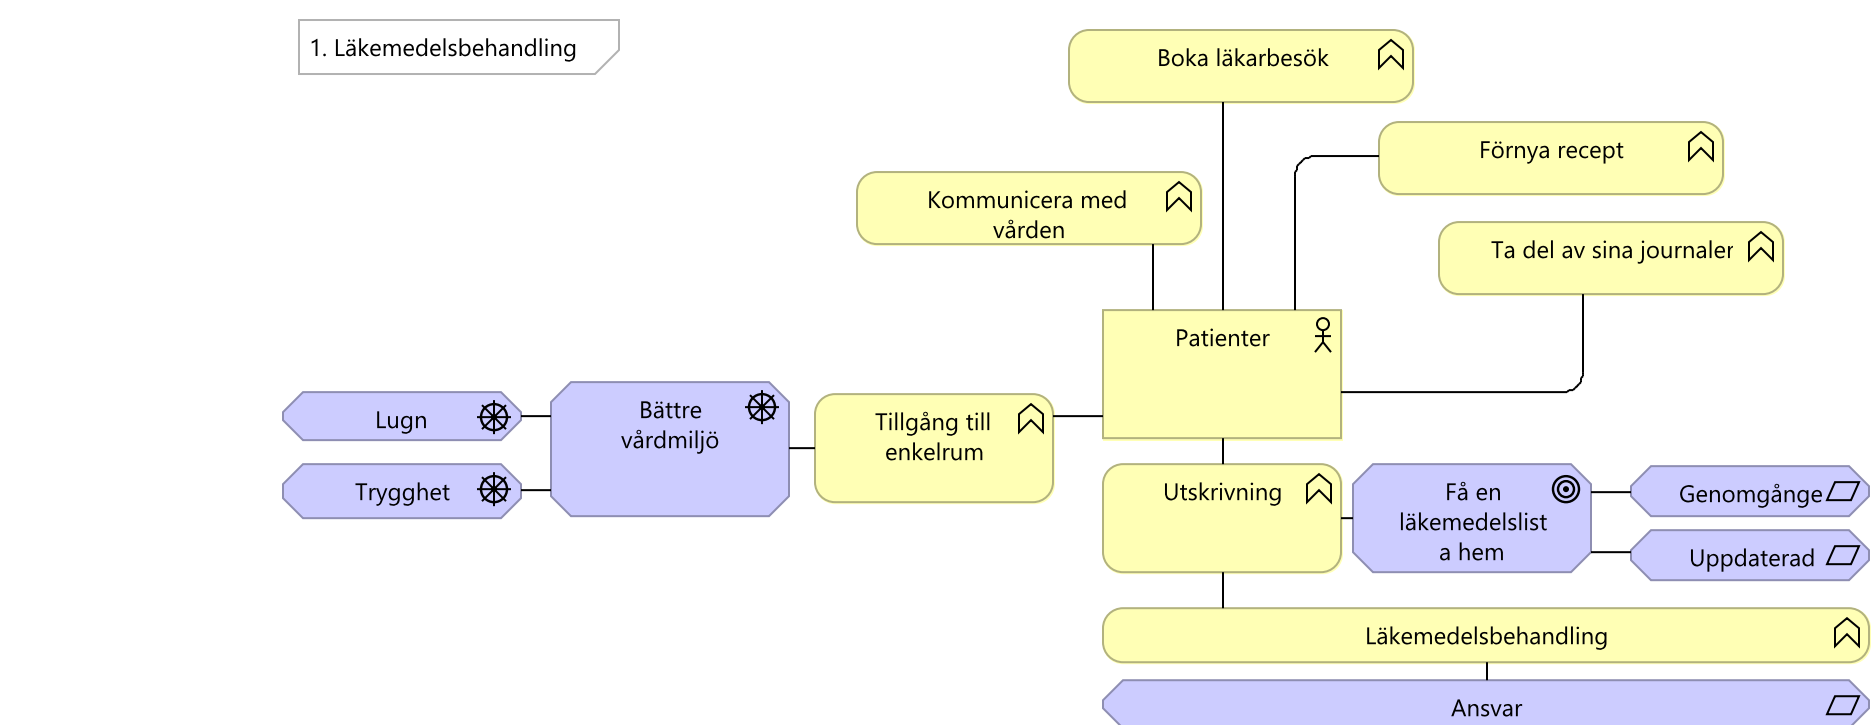 1. Läkemedelsbehandling
Boka läkarbesök
Förnya recept
Kommunicera med
vården
Ta del av sina journaler
Patienter
Lugn
Bättre
vårdmiljö
Trygghet
Tillgång till
enkelrum
Utskrivning
Få en
läkemedelslist
a hem
Genomgånge
Uppdaterad
Läkemedelsbehandling
Ansvar